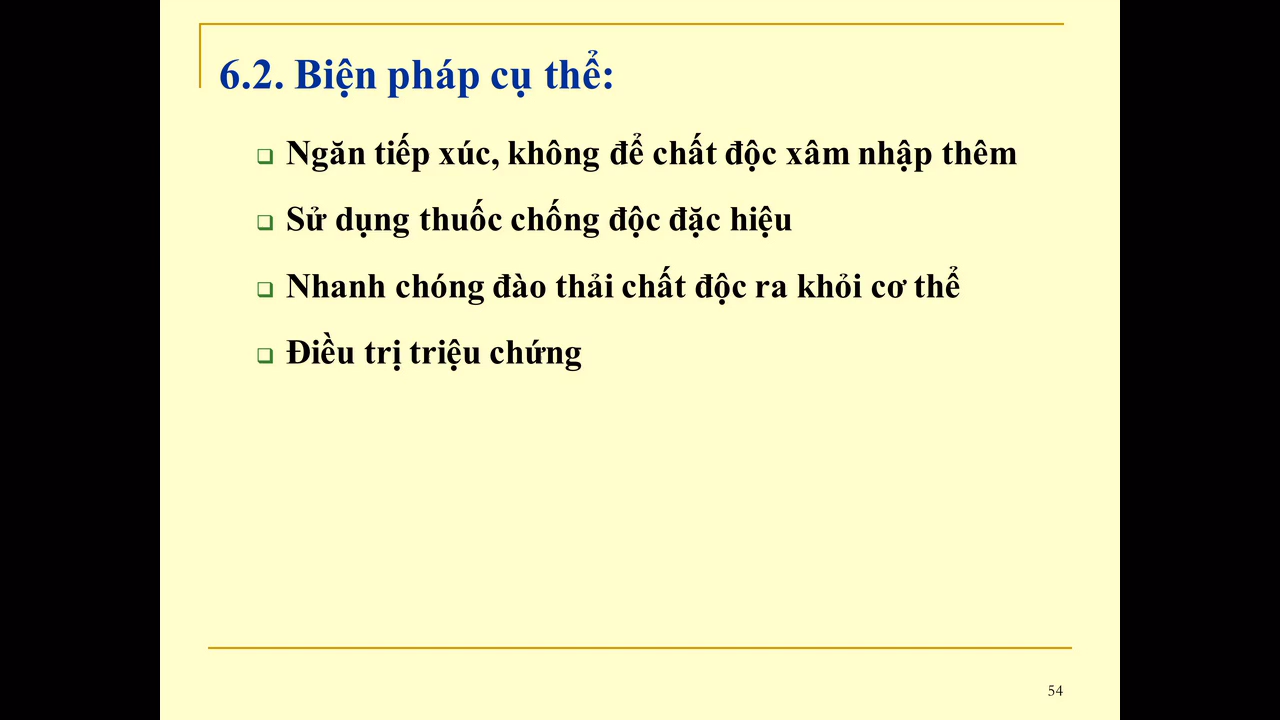 6.2. Biện pháp cụ thể:
Ngăn tiếp xúc, không để chất độc xâm nhập thêm
Sử dụng thuốc chống độc đặc hiệu
Nhanh chóng đào thải chất độc ra khỏi cơ thể
Điều trị triệu chứng
54